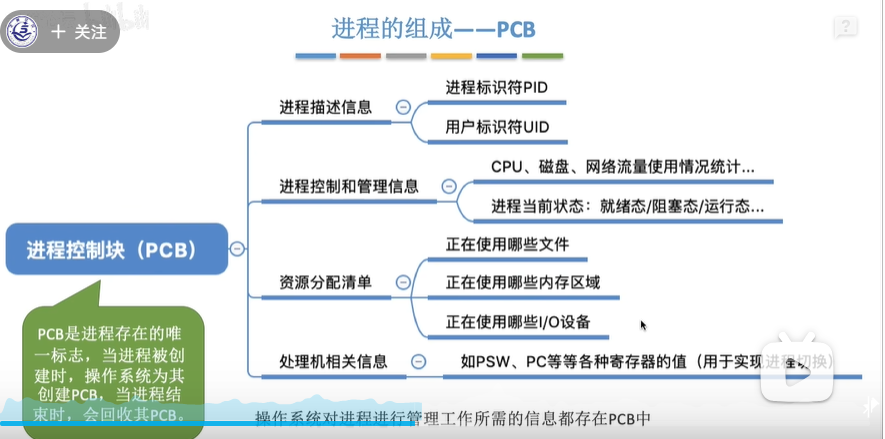 + 关注
进程的组成——PCB
进程描述信息
进程标识符PID
用户标识符UID
进程控制和管理信息
CPU、磁盘、网络流量使用情况统计...
进程当前状态：就绪态/阻塞态/运行态...
进程控制块（PCB）
资源分配清单
正在使用哪些文件
正在使用哪些内存区域
正在使用哪些I/O设备
处理机相关信息
如PSW、PC等等各种寄存器的值（用于实现进程切换）
PCB是进程存在的唯
一标志，当进程被创
建时，操作系统为其
创建PCB，当进程结
束时，会回收其PCB。
操作系统对进程进行管理工作所需的信息都存在PCB中